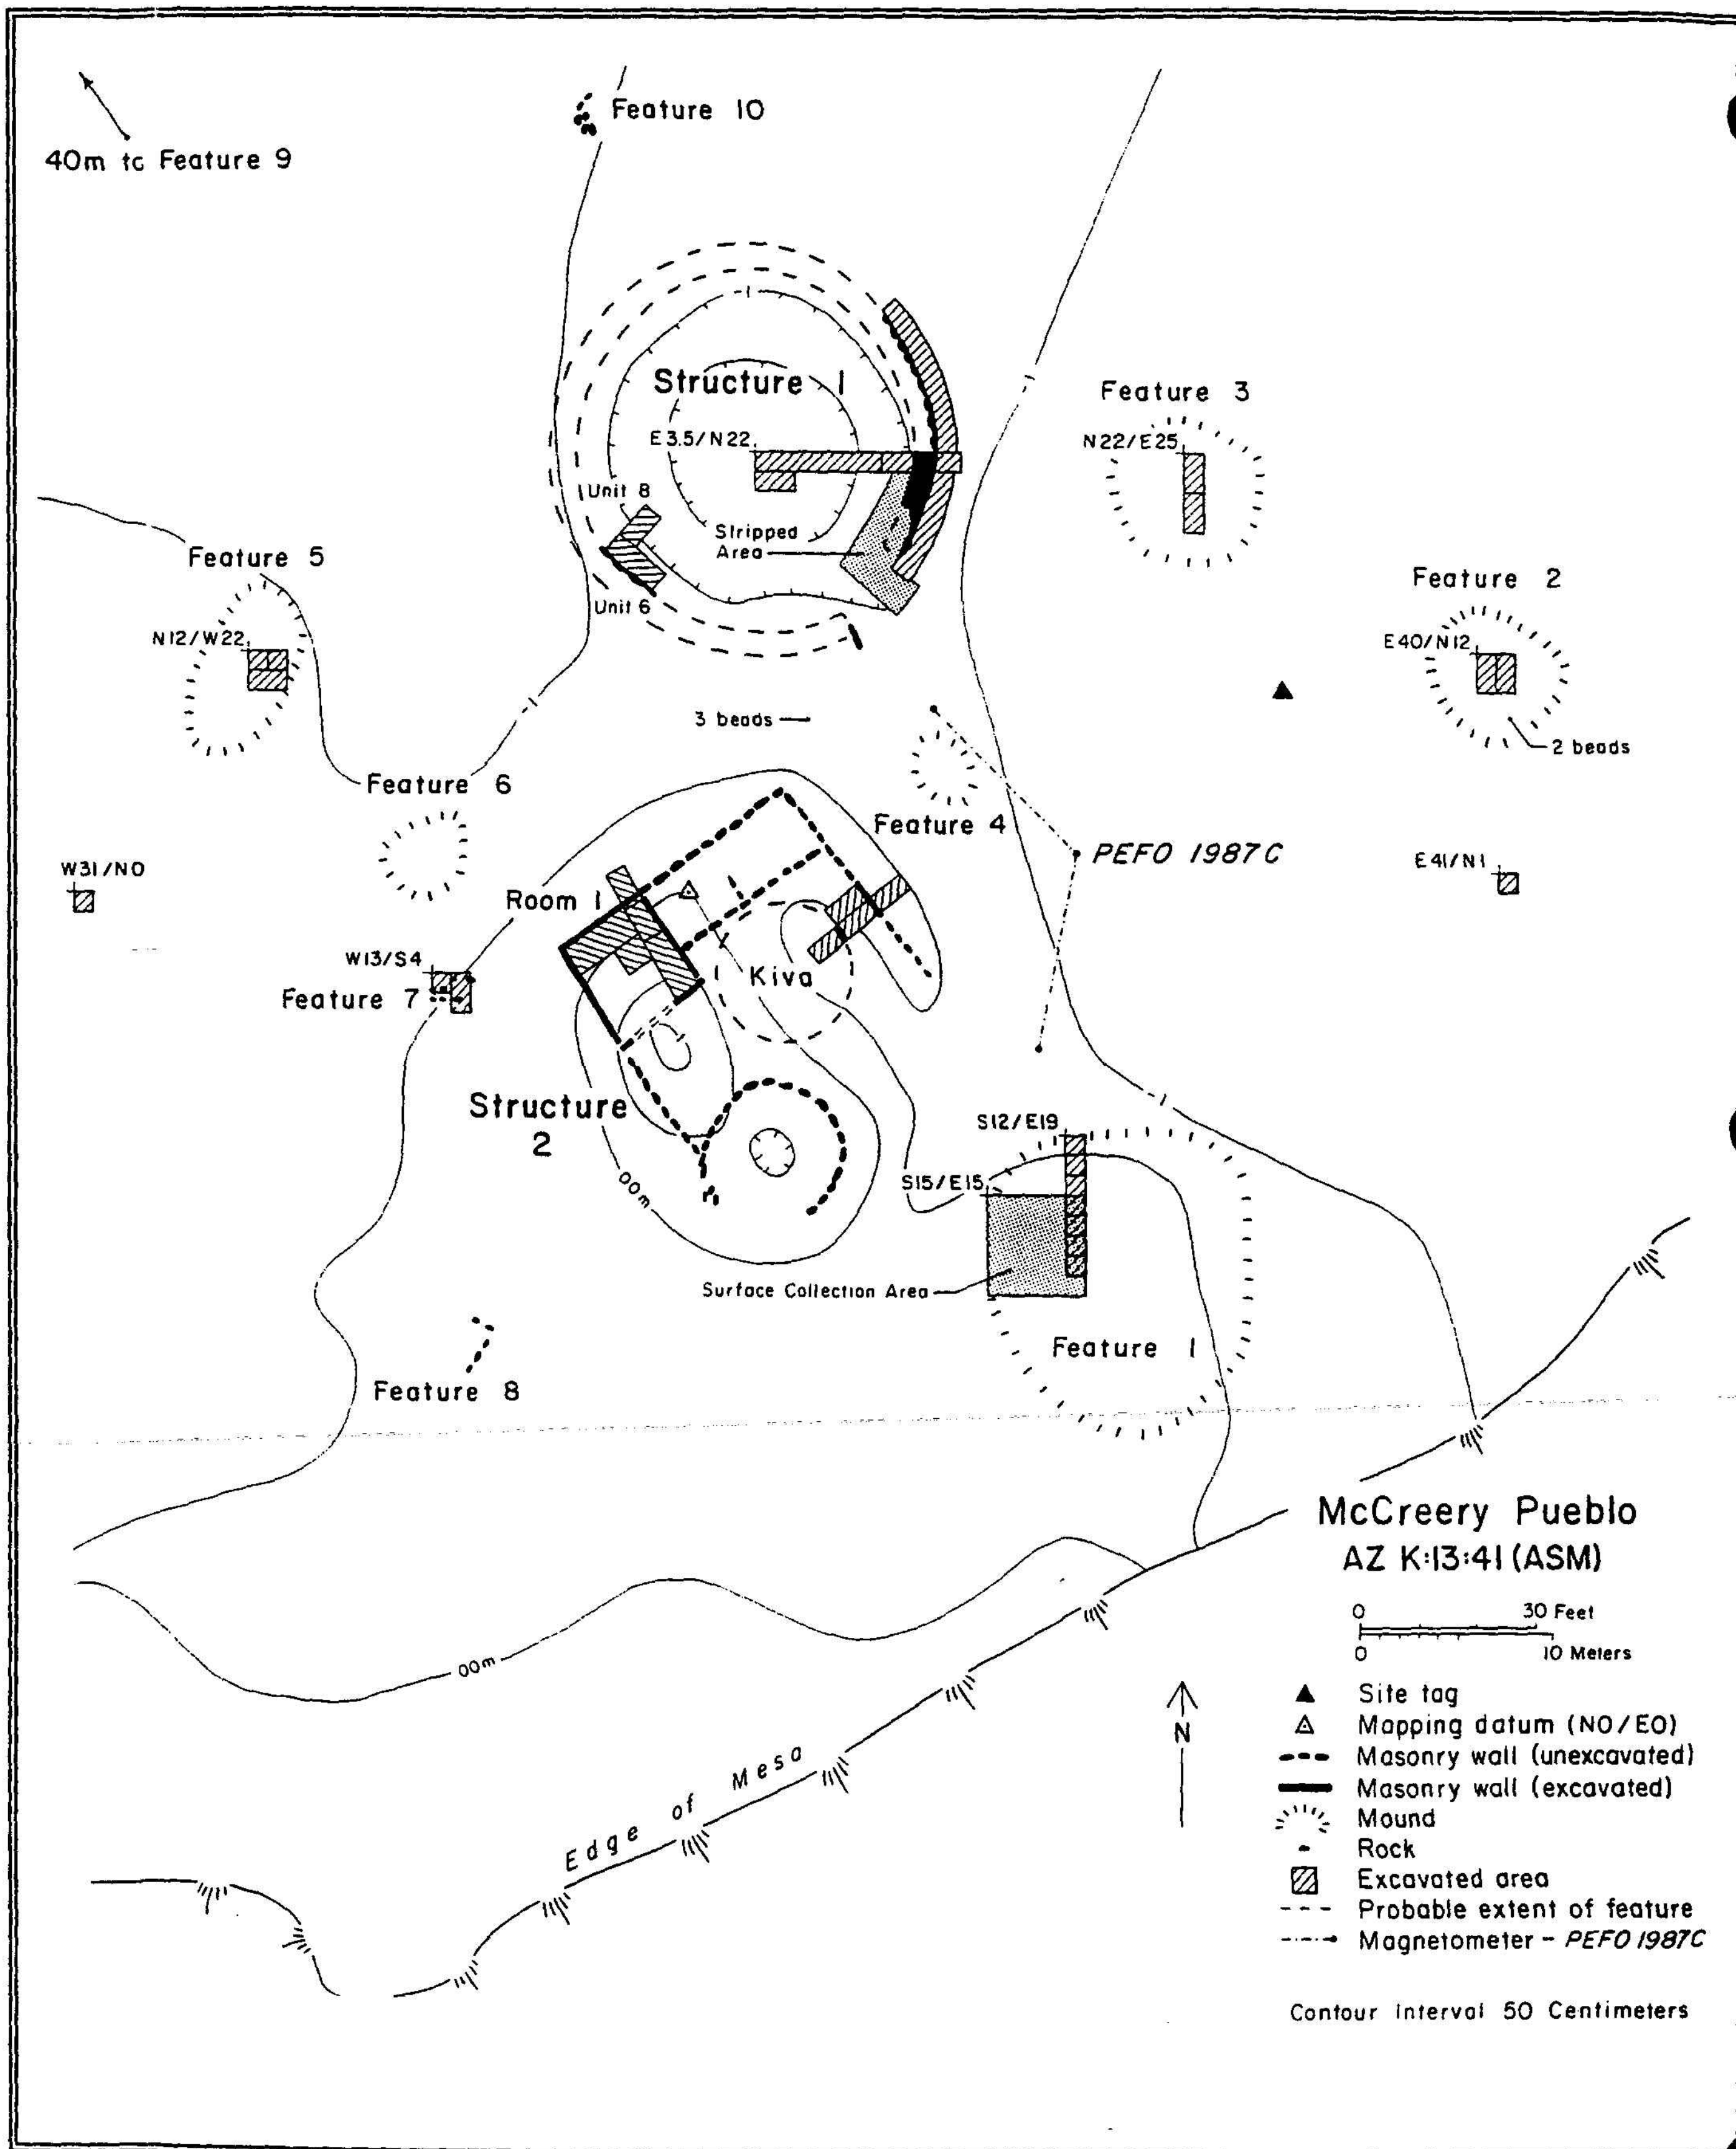 Feature 10
40m to Feature 9
Structure 1
Feature 3
E3.5/N22
N22/E25
Unit 8
Stripped
Area
Feature 5
Feature 2
Unit 6
N12/W22
E40/N12
3 beads
2 beads
Feature 6
Feature 4
PEFO 1987C
W31/N0
E41/N1
Room 1
W13/S4
Kiva
Feature 7
Structure
2
S12/E19
00m
S15/E15
Surface Collection Area
Feature 1
Feature 8
McCreery Pueblo
AZ K:13:41 (ASM)
0 30 Feet
0 10 Meters
00m
N
Site tag
Mapping datum (N0/E0)
Masonry wall (unexcavated)
Masonry wall (excavated)
Mound
Rock
Excavated area
Probable extent of feature
Magnetometer - PEFO 1987C
Edge of Mesa
Contour Interval 50 Centimeters